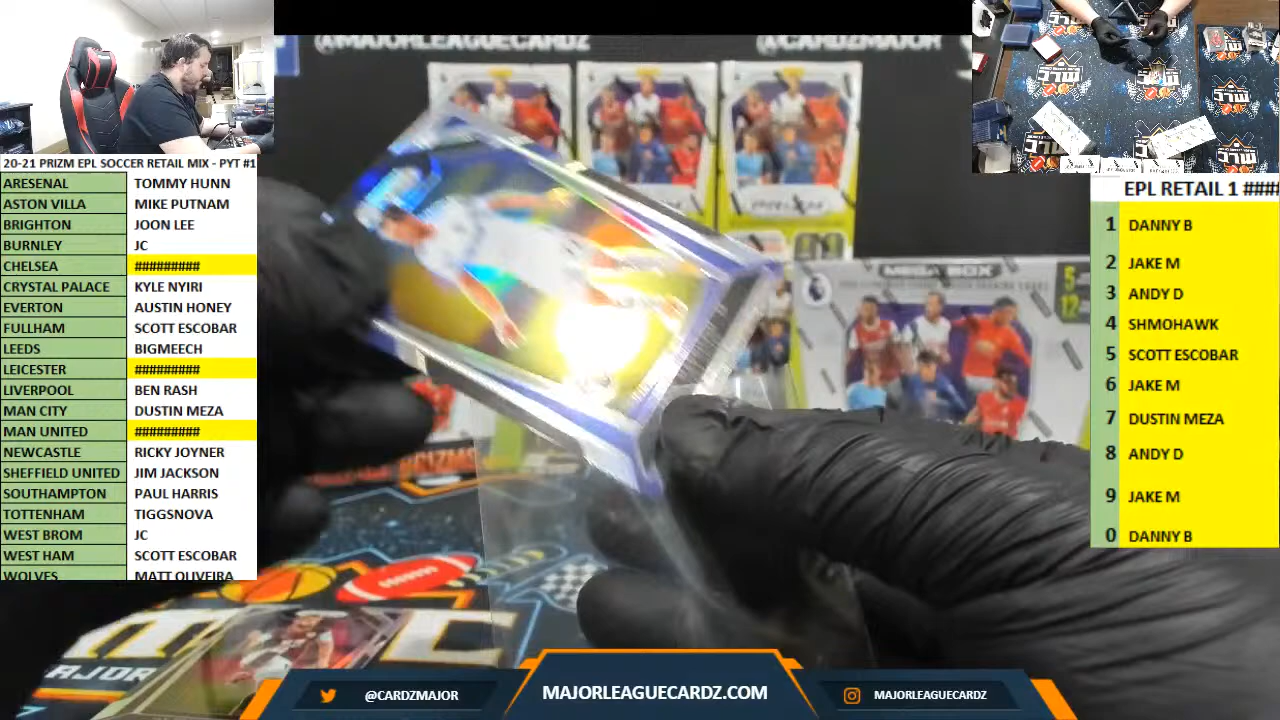 @MAJORLEAGUECARDZ
@CARDZMAJOR
20-21 PRIZM EPL SOCCER RETAIL MIX - PYT #1
ARESENAL TOMMY HUNN
ASTON VILLA MIKE PUTNAM
BRIGHTON JOON LEE
BURNLEY JC
CHELSEA #########
CRYSTAL PALACE KYLE NYIRI
EVERTON AUSTIN HONEY
FULLHAM SCOTT ESCOBAR
LEEDS BIGMEECH
LEICESTER #########
LIVERPOOL BEN RASH
MAN CITY DUSTIN MEZA
MAN UNITED #########
NEWCASTLE RICKY JOYNER
SHEFFIELD UNITED JIM JACKSON
SOUTHAMPTON PAUL HARRIS
TOTTENHAM TIGGSNOVA
WEST BROM JC
WEST HAM SCOTT ESCOBAR
WOLVES MATT OLIVEIRA
EPL RETAIL 1 ####
1 DANNY B
2 JAKE M
3 ANDY D
4 SHMOHAWK
5 SCOTT ESCOBAR
6 JAKE M
7 DUSTIN MEZA
8 ANDY D
9 JAKE M
0 DANNY B
MEGA BOX
5
12
PRIZM
@CARDZMAJOR
MAJORLEAGUECARDZ.COM
MAJORLEAGUECARDZ